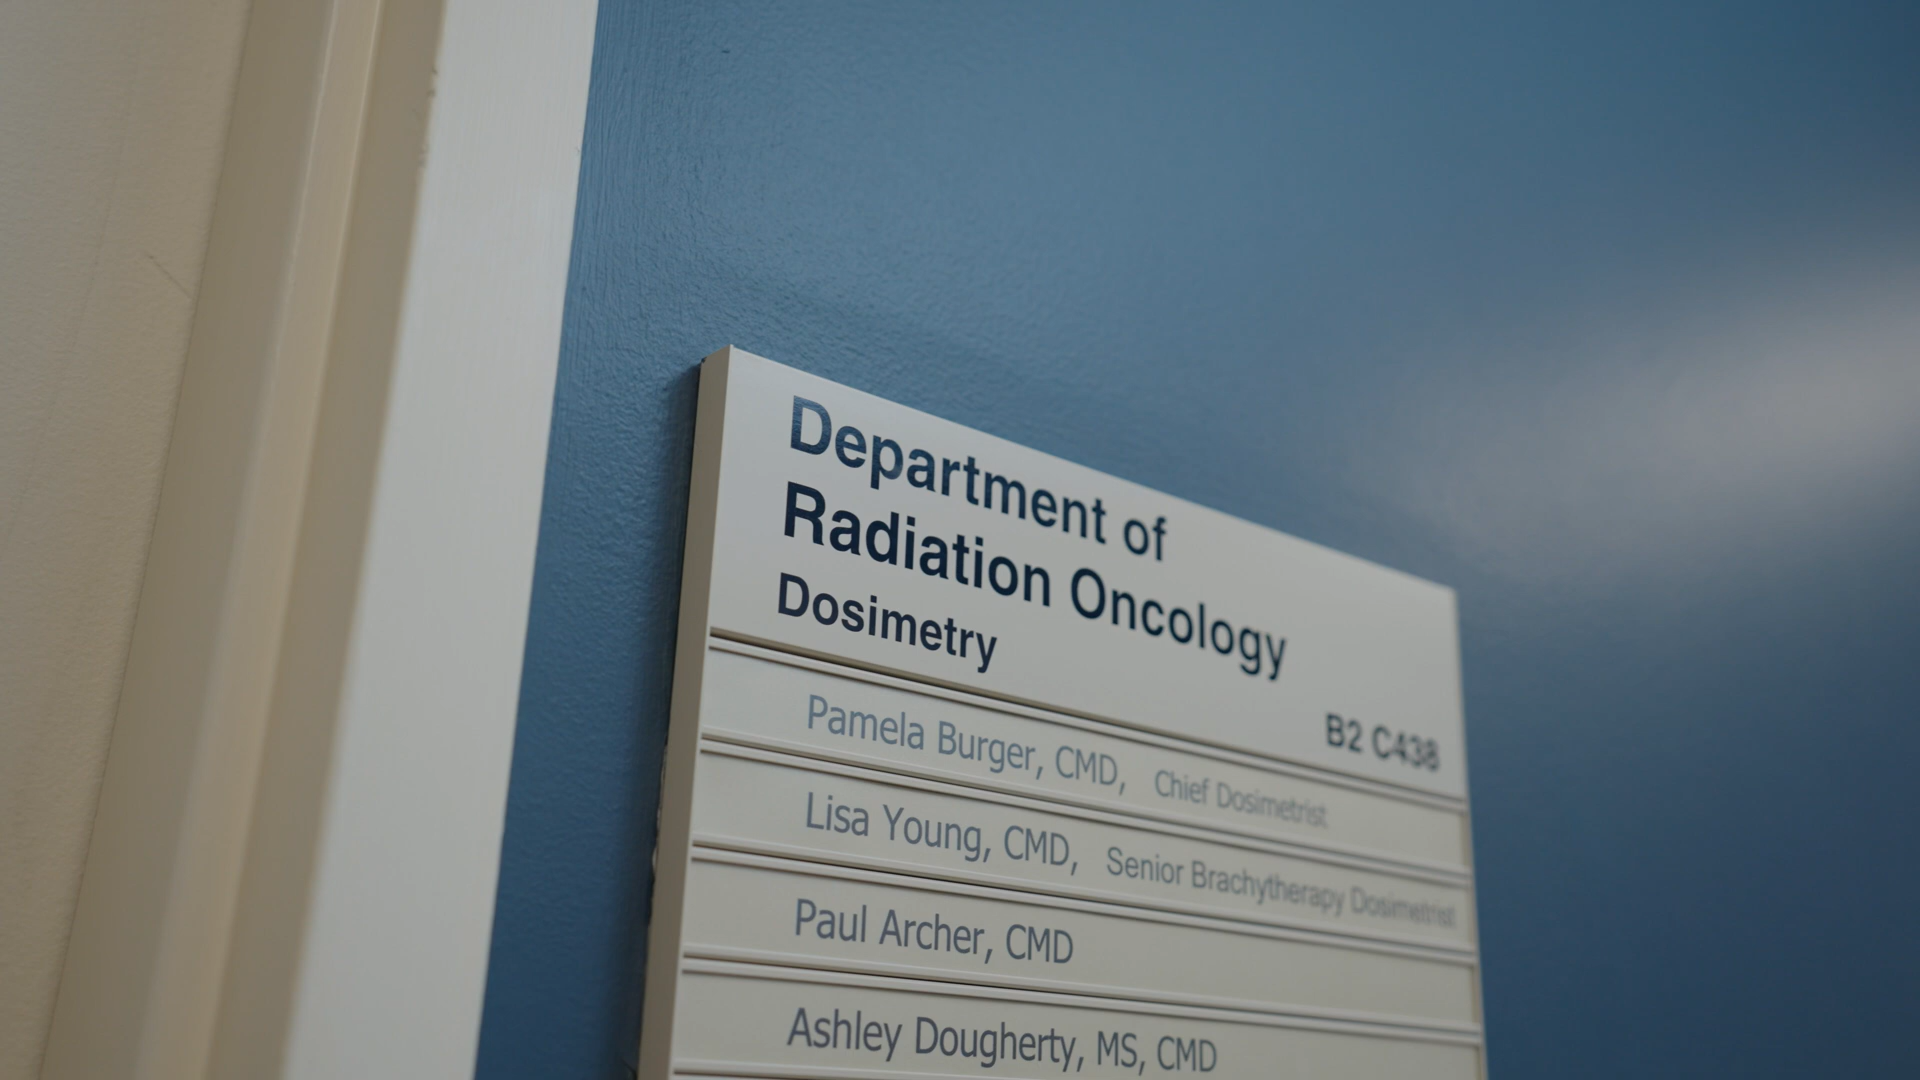 Department of
Radiation Oncology
Dosimetry
B2 C438
Pamela Burger, CMD, Chief Dosimetrist
Lisa Young, CMD, Senior Brachytherapy Dosimetrist
Paul Archer, CMD
Ashley Dougherty, MS, CMD